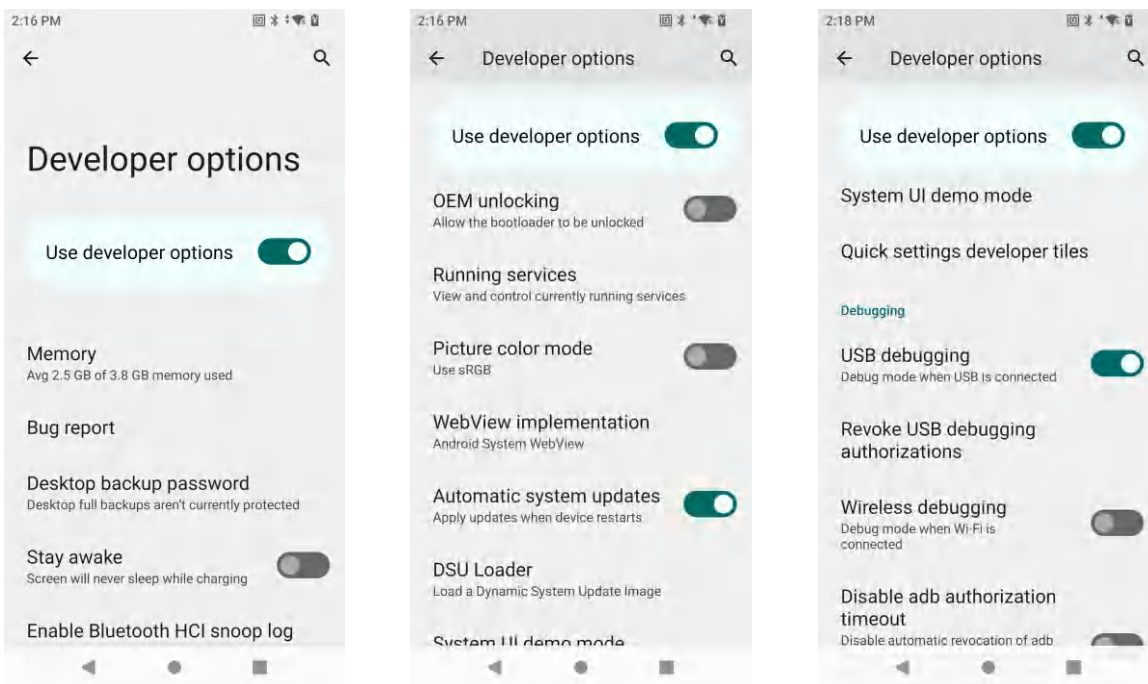 2:16 PM
Developer options
Use developer options
Memory
Avg 2.5 GB of 3.8 GB memory used
Bug report
Desktop backup password
Desktop full backups aren't currently protected
Stay awake
Screen will never sleep while charging
Enable Bluetooth HCI snoop log
2:16 PM
Developer options
Use developer options
OEM unlocking
Allow the bootloader to be unlocked
Running services
View and control currently running services
Picture color mode
Use sRGB
WebView implementation
Android System WebView
Automatic system updates
Apply updates when device restarts
DSU Loader
Load a Dynamic System Update Image
System UI demo mode
2:18 PM
Developer options
Use developer options
System UI demo mode
Quick settings developer tiles
Debugging
USB debugging
Debug mode when USB is connected
Revoke USB debugging
authorizations
Wireless debugging
Debug mode when Wi-Fi is
connected
Disable adb authorization
timeout
Disable automatic revocation of adb